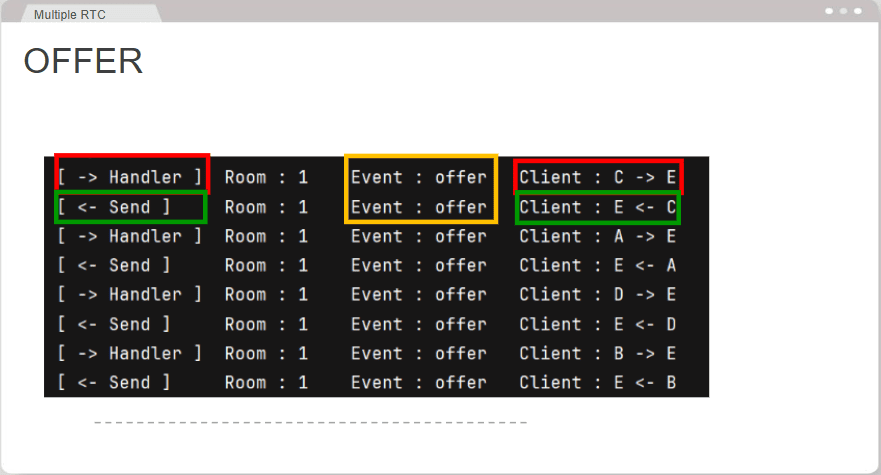 Multiple RTC
OFFER
[ -> Handler ] Room : 1 Event : offer Client : C -> E
[ <- Send ] Room : 1 Event : offer Client : E <- C
[ -> Handler ] Room : 1 Event : offer Client : A -> E
[ <- Send ] Room : 1 Event : offer Client : E <- A
[ -> Handler ] Room : 1 Event : offer Client : D -> E
[ <- Send ] Room : 1 Event : offer Client : E <- D
[ -> Handler ] Room : 1 Event : offer Client : B -> E
[ <- Send ] Room : 1 Event : offer Client : E <- B